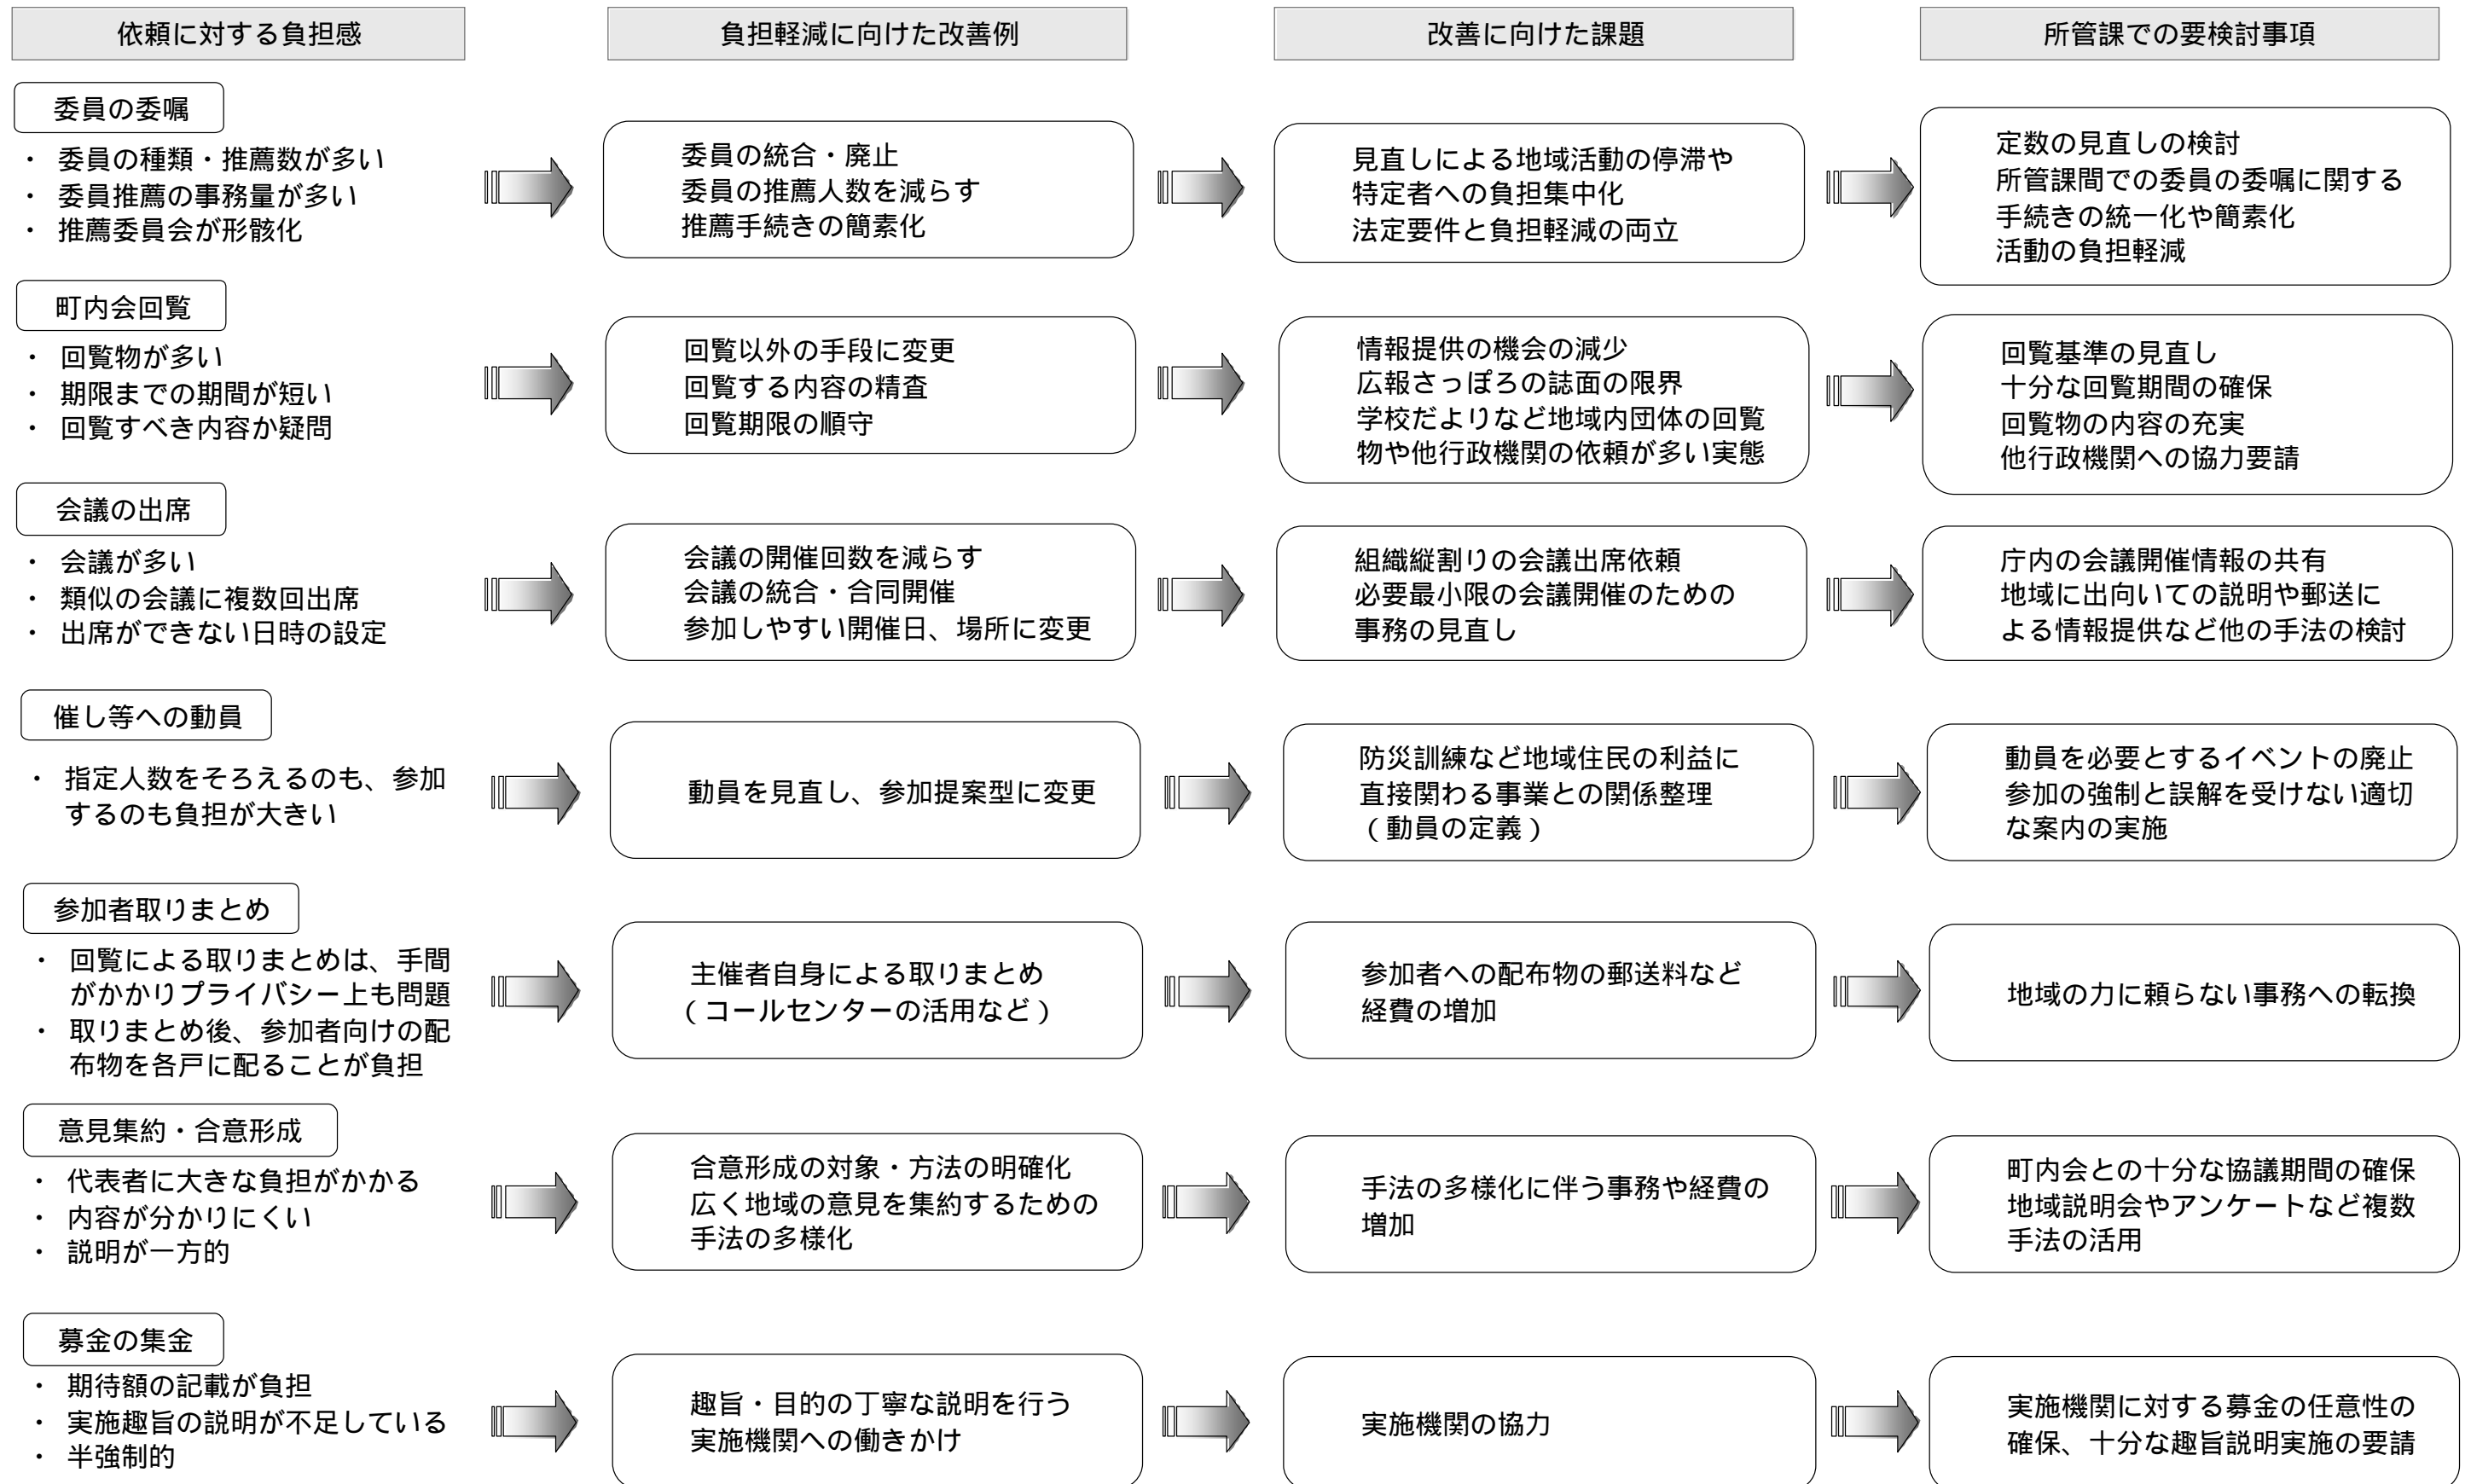 依頼に対する負担感
負担軽減に向けた改善例
改善に向けた課題
所管課での要検討事項
委員の委嘱
・ 委員の種類・推薦数が多い
・ 委員推薦の事務量が多い
・ 推薦委員会が形骸化
委員の統合・廃止
委員の推薦人数を減らす
推薦手続きの簡素化
見直しによる地域活動の停滞や
特定者への負担集中化
法定要件と負担軽減の両立
定数の見直しの検討
所管課間での委員の委嘱に関する
手続きの統一化や簡素化
活動の負担軽減
町内会回覧
・ 回覧物が多い
・ 期限までの期間が短い
・ 回覧すべき内容か疑問
回覧以外の手段に変更
回覧する内容の精査
回覧期限の順守
情報提供の機会の減少
広報さっぽろの誌面の限界
学校だよりなど地域内団体の回覧
物や他行政機関の依頼が多い実態
回覧基準の見直し
十分な回覧期間の確保
回覧物の内容の充実
他行政機関への協力要請
会議の出席
・ 会議が多い
・ 類似の会議に複数回出席
・ 出席ができない日時の設定
会議の開催回数を減らす
会議の統合・合同開催
参加しやすい開催日、場所に変更
組織縦割りの会議出席依頼
必要最小限の会議開催のための
事務の見直し
庁内の会議開催情報の共有
地域に出向いての説明や郵送に
よる情報提供など他の手法の検討
催し等への動員
・ 指定人数をそろえるのも、参加
するのも負担が大きい
動員を見直し、参加提案型に変更
防災訓練など地域住民の利益に
直接関わる事業との関係整理
（動員の定義）
動員を必要とするイベントの廃止
参加の強制と誤解を受けない適切
な案内の実施
参加者取りまとめ
・ 回覧による取りまとめは、手間
がかかりプライバシー上も問題
・ 取りまとめ後、参加者向けの配
布物を各戸に配ることが負担
主催者自身による取りまとめ
（コールセンターの活用など）
参加者への配布物の郵送料など
経費の増加
地域の力に頼らない事務への転換
意見集約・合意形成
・ 代表者に大きな負担がかかる
・ 内容が分かりにくい
・ 説明が一方的
合意形成の対象・方法の明確化
広く地域の意見を集約するための
手法の多様化
手法の多様化に伴う事務や経費の
増加
町内会との十分な協議期間の確保
地域説明会やアンケートなど複数
手法の活用
募金の集金
・ 期待額の記載が負担
・ 実施趣旨の説明が不足している
・ 半強制的
趣旨・目的の丁寧な説明を行う
実施機関への働きかけ
実施機関の協力
実施機関に対する募金の任意性の
確保、十分な趣旨説明実施の要請